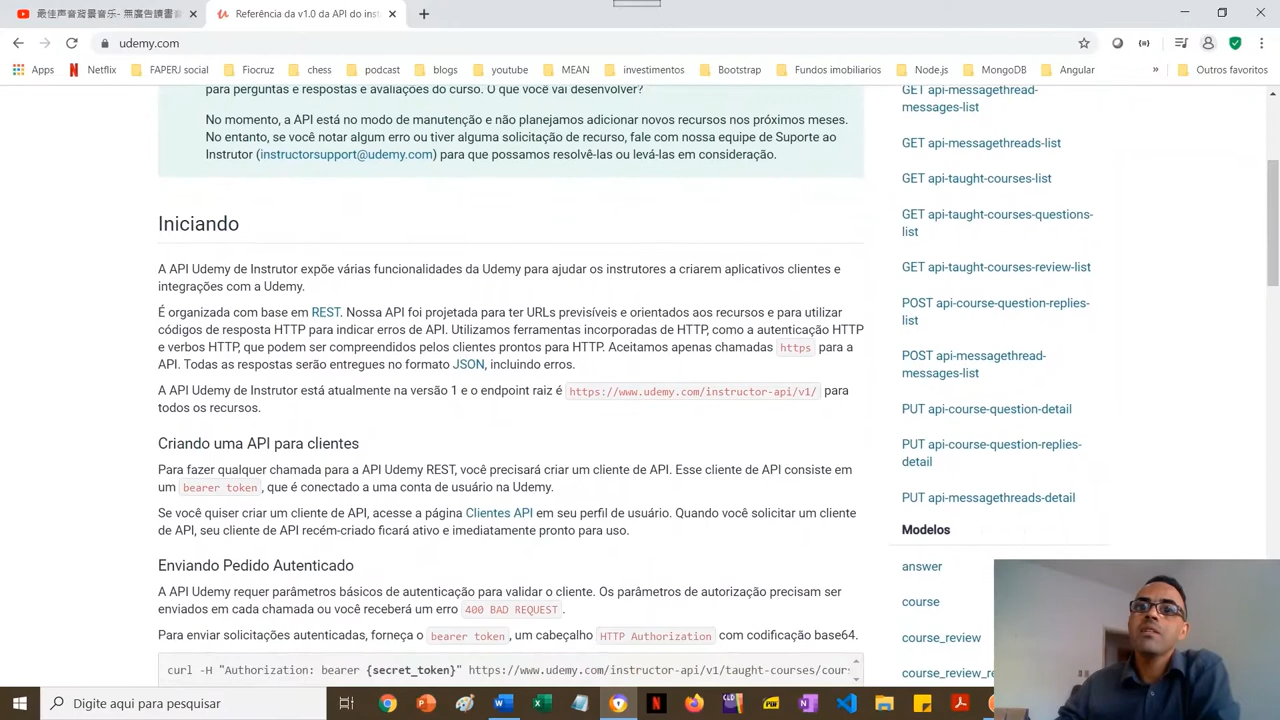 最佳声音背景音乐- 無廣告讀書音
Referência da v1.0 da API do inst
udemy.com
Apps
Netflix
FAPERJ social
Fiocruz
chess
podcast
blogs
youtube
MEAN
investimentos
Bootstrap
Fundos imobiliarios
Node.js
MongoDB
Angular
»
Outros favoritos
para perguntas e respostas e avaliações do curso. O que você vai desenvolver?
No momento, a API está no modo de manutenção e não planejamos adicionar novos recursos nos próximos meses.
No entanto, se você notar algum erro ou tiver alguma solicitação de recurso, fale com nossa equipe de Suporte ao
Instrutor (instructorsupport@udemy.com) para que possamos resolvê-las ou levá-las em consideração.
Iniciando
A API Udemy de Instrutor expõe várias funcionalidades da Udemy para ajudar os instrutores a criarem aplicativos clientes e
integrações com a Udemy.
É organizada com base em REST. Nossa API foi projetada para ter URLs previsíveis e orientados aos recursos e para utilizar
códigos de resposta HTTP para indicar erros de API. Utilizamos ferramentas incorporadas de HTTP, como a autenticação HTTP
e verbos HTTP, que podem ser compreendidos pelos clientes prontos para HTTP. Aceitamos apenas chamadas https para a
API. Todas as respostas serão entregues no formato JSON, incluindo erros.
A API Udemy de Instrutor está atualmente na versão 1 e o endpoint raiz é https://www.udemy.com/instructor-api/v1/ para
todos os recursos.
Criando uma API para clientes
Para fazer qualquer chamada para a API Udemy REST, você precisará criar um cliente de API. Esse cliente de API consiste em
um bearer token, que é conectado a uma conta de usuário na Udemy.
Se você quiser criar um cliente de API, acesse a página Clientes API em seu perfil de usuário. Quando você solicitar um cliente
de API, seu cliente de API recém-criado ficará ativo e imediatamente pronto para uso.
Enviando Pedido Autenticado
A API Udemy requer parâmetros básicos de autenticação para validar o cliente. Os parâmetros de autorização precisam ser
enviados em cada chamada ou você receberá um erro 400 BAD REQUEST.
Para enviar solicitações autenticadas, forneça o bearer token, um cabeçalho HTTP Authorization com codificação base64.
curl -H "Authorization: bearer {secret_token}" https://www.udemy.com/instructor-api/v1/taught-courses/cour
GET api-messagethread-
messages-list
GET api-messagethreads-list
GET api-taught-courses-list
GET api-taught-courses-questions-
list
GET api-taught-courses-review-list
POST api-course-question-replies-
list
POST api-messagethread-
messages-list
PUT api-course-question-detail
PUT api-course-question-replies-
detail
PUT api-messagethreads-detail
Modelos
answer
course
course_review
course_review_re
Digite aqui para pesquisar